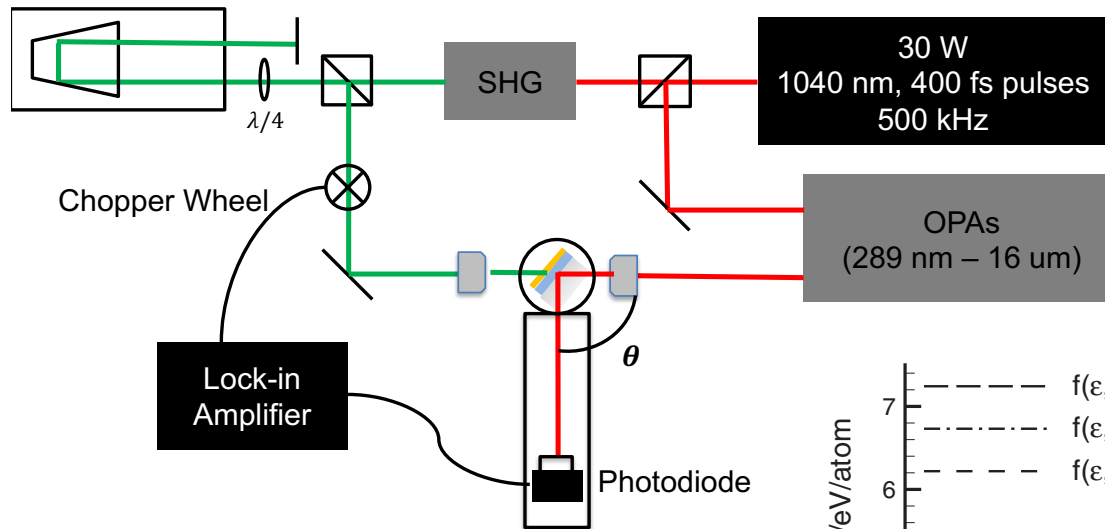 30 W
1040 nm, 400 fs pulses
500 kHz
SHG
λ/4
Chopper Wheel
OPAs
(289 nm – 16 um)
θ
Lock-in
Amplifier
Photodiode
7
6
eV/atom
f(ε,
f(ε,
f(ε,